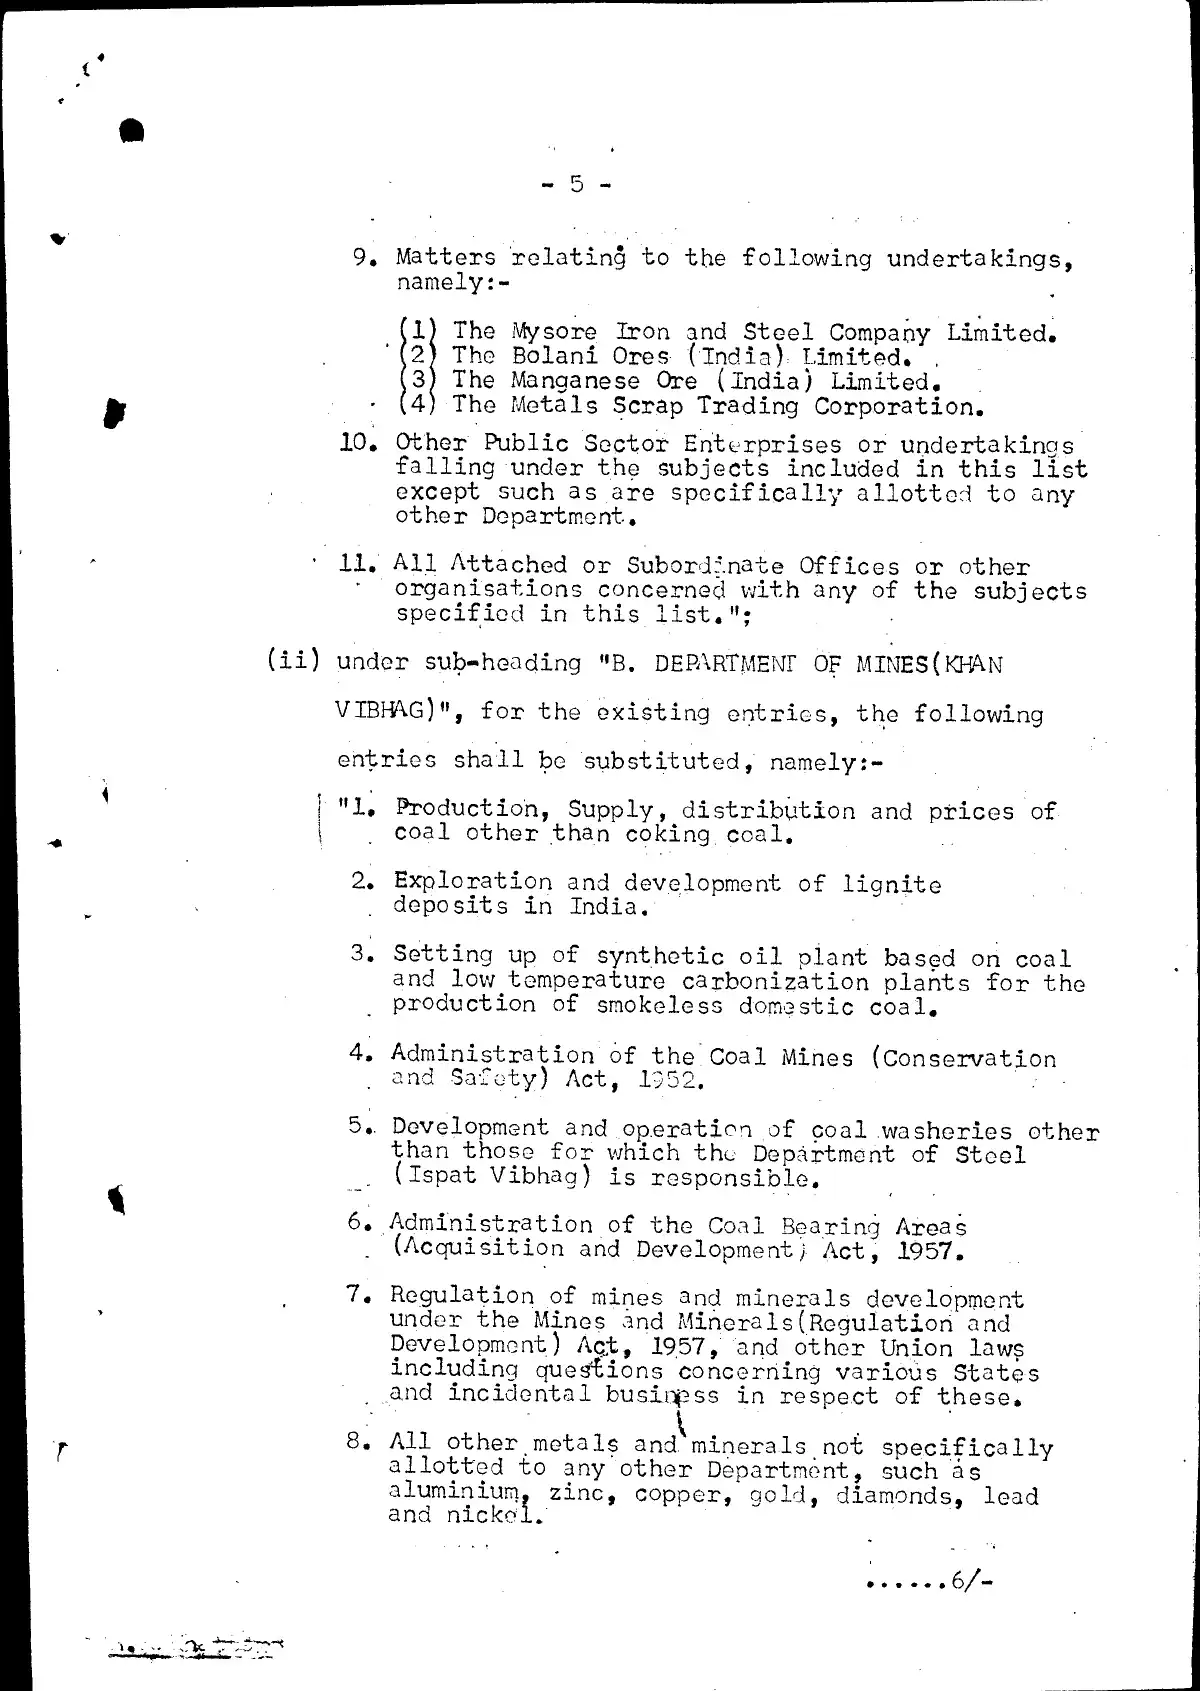 - 5 -
9. Matters relating to the following undertakings,
namely:-
(1) The Mysore Iron and Steel Company Limited.
(2) The Bolani Ores (India) Limited.
(3) The Manganese Ore (India) Limited.
(4) The Metals Scrap Trading Corporation.
10. Other Public Sector Enterprises or undertakings
falling under the subjects included in this list
except such as are specifically allotted to any
other Department.
11. All Attached or Subordinate Offices or other
organisations concerned with any of the subjects
specified in this list.";
(ii) under sub-heading "B. DEPARTMENT OF MINES(KHAN
VIBHAG)", for the existing entries, the following
entries shall be substituted, namely:-
"1. Production, Supply, distribution and prices of
coal other than coking coal.
2. Exploration and development of lignite
deposits in India.
3. Setting up of synthetic oil plant based on coal
and low temperature carbonization plants for the
production of smokeless domestic coal.
4. Administration of the Coal Mines (Conservation
and Safety) Act, 1952.
5. Development and operation of coal washeries other
than those for which the Department of Steel
(Ispat Vibhag) is responsible.
6. Administration of the Coal Bearing Areas
(Acquisition and Development) Act, 1957.
7. Regulation of mines and minerals development
under the Mines and Minerals(Regulation and
Development) Act, 1957, and other Union laws
including questions concerning various States
and incidental business in respect of these.
8. All other metals and minerals not specifically
allotted to any other Department, such as
aluminium, zinc, copper, gold, diamonds, lead
and nickel.
......6/-